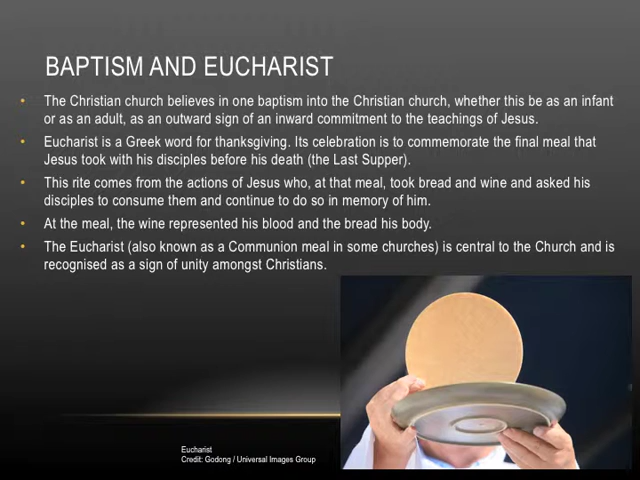 BAPTISM AND EUCHARIST
• The Christian church believes in one baptism into the Christian church, whether this be as an infant
or as an adult, as an outward sign of an inward commitment to the teachings of Jesus.
• Eucharist is a Greek word for thanksgiving. Its celebration is to commemorate the final meal that
Jesus took with his disciples before his death (the Last Supper).
• This rite comes from the actions of Jesus who, at that meal, took bread and wine and asked his
disciples to consume them and continue to do so in memory of him.
• At the meal, the wine represented his blood and the bread his body.
• The Eucharist (also known as a Communion meal in some churches) is central to the Church and is
recognised as a sign of unity amongst Christians.
Eucharist
Credit: Godong / Universal Images Group